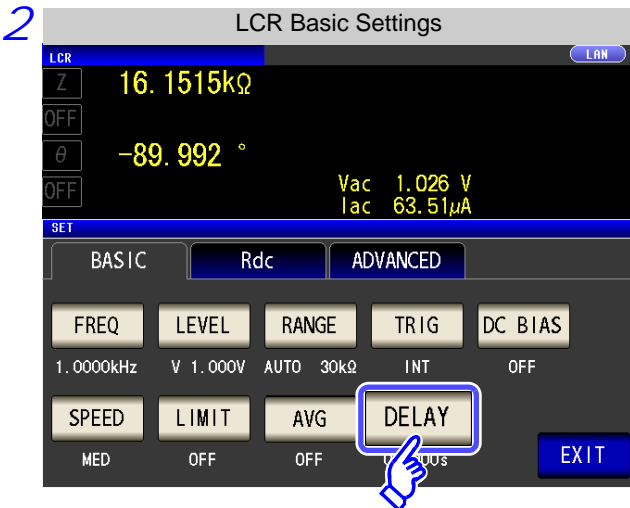 2
LCR Basic Settings
LCR LAN
Z 16.1515kΩ
OFF
θ -89.992 °
OFF
Vac 1.026 V
Iac 63.51μA
SET
BASIC Rdc ADVANCED
FREQ LEVEL RANGE TRIG DC BIAS
1.0000kHz V 1.000V AUTO 30kΩ INT OFF
SPEED LIMIT AVG DELAY
MED OFF OFF
EXIT